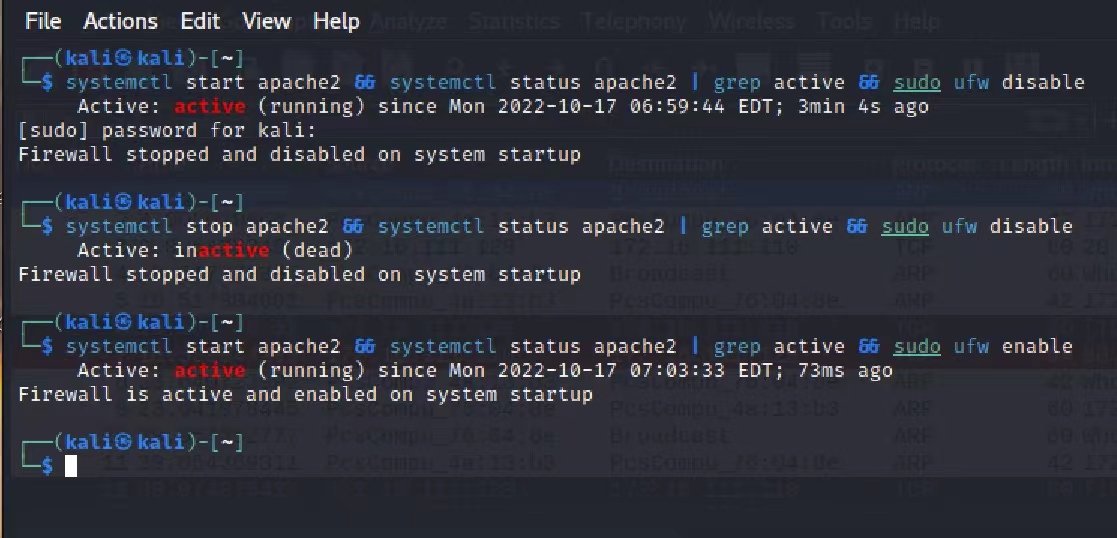 File Actions Edit View Help
┌──(kali㉿kali)-[~]
└─$ systemctl start apache2 && systemctl status apache2 | grep active && sudo ufw disable
Active: active (running) since Mon 2022-10-17 06:59:44 EDT; 3min 4s ago
[sudo] password for kali:
Firewall stopped and disabled on system startup
┌──(kali㉿kali)-[~]
└─$ systemctl stop apache2 && systemctl status apache2 | grep active && sudo ufw disable
Active: inactive (dead)
Firewall stopped and disabled on system startup
┌──(kali㉿kali)-[~]
└─$ systemctl start apache2 && systemctl status apache2 | grep active && sudo ufw enable
Active: active (running) since Mon 2022-10-17 07:03:33 EDT; 73ms ago
Firewall is active and enabled on system startup
┌──(kali㉿kali)-[~]
└─$